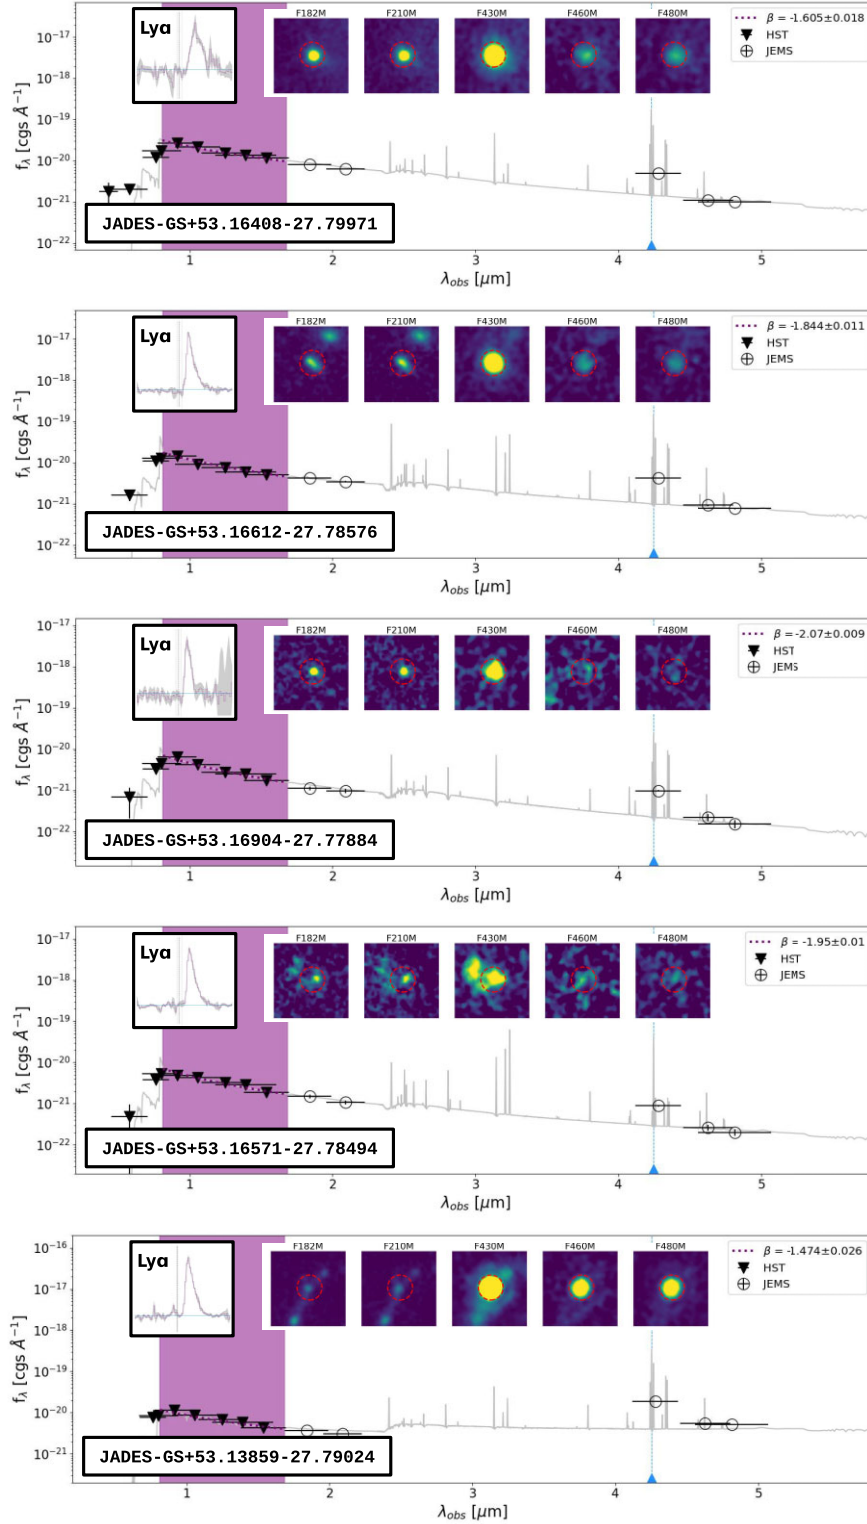 Lyα
F182M F210M F430M F460M F480M
β = -1.605±0.018
HST
JEMS
10⁻¹⁷
10⁻¹⁸
10⁻¹⁹
10⁻²⁰
10⁻²¹
10⁻²²
fλ [cgs Å⁻¹]
JADES-GS+53.16408-27.79971
1 2 3 4 5
λobs [μm]
Lyα
F182M F210M F430M F460M F480M
β = -1.844±0.011
HST
JEMS
10⁻¹⁷
10⁻¹⁸
10⁻¹⁹
10⁻²⁰
10⁻²¹
10⁻²²
fλ [cgs Å⁻¹]
JADES-GS+53.16612-27.78576
1 2 3 4 5
λobs [μm]
Lyα
F182M F210M F430M F460M F480M
β = -2.07±0.009
HST
JEMS
10⁻¹⁷
10⁻¹⁸
10⁻¹⁹
10⁻²⁰
10⁻²¹
10⁻²²
fλ [cgs Å⁻¹]
JADES-GS+53.16904-27.77884
1 2 3 4 5
λobs [μm]
Lyα
F182M F210M F430M F460M F480M
β = -1.95±0.01
HST
JEMS
10⁻¹⁷
10⁻¹⁸
10⁻¹⁹
10⁻²⁰
10⁻²¹
10⁻²²
fλ [cgs Å⁻¹]
JADES-GS+53.16571-27.78494
1 2 3 4 5
λobs [μm]
Lyα
F182M F210M F430M F460M F480M
β = -1.474±0.026
HST
JEMS
10⁻¹⁶
10⁻¹⁷
10⁻¹⁸
10⁻¹⁹
10⁻²⁰
10⁻²¹
fλ [cgs Å⁻¹]
JADES-GS+53.13859-27.79024
1 2 3 4 5
λobs [μm]